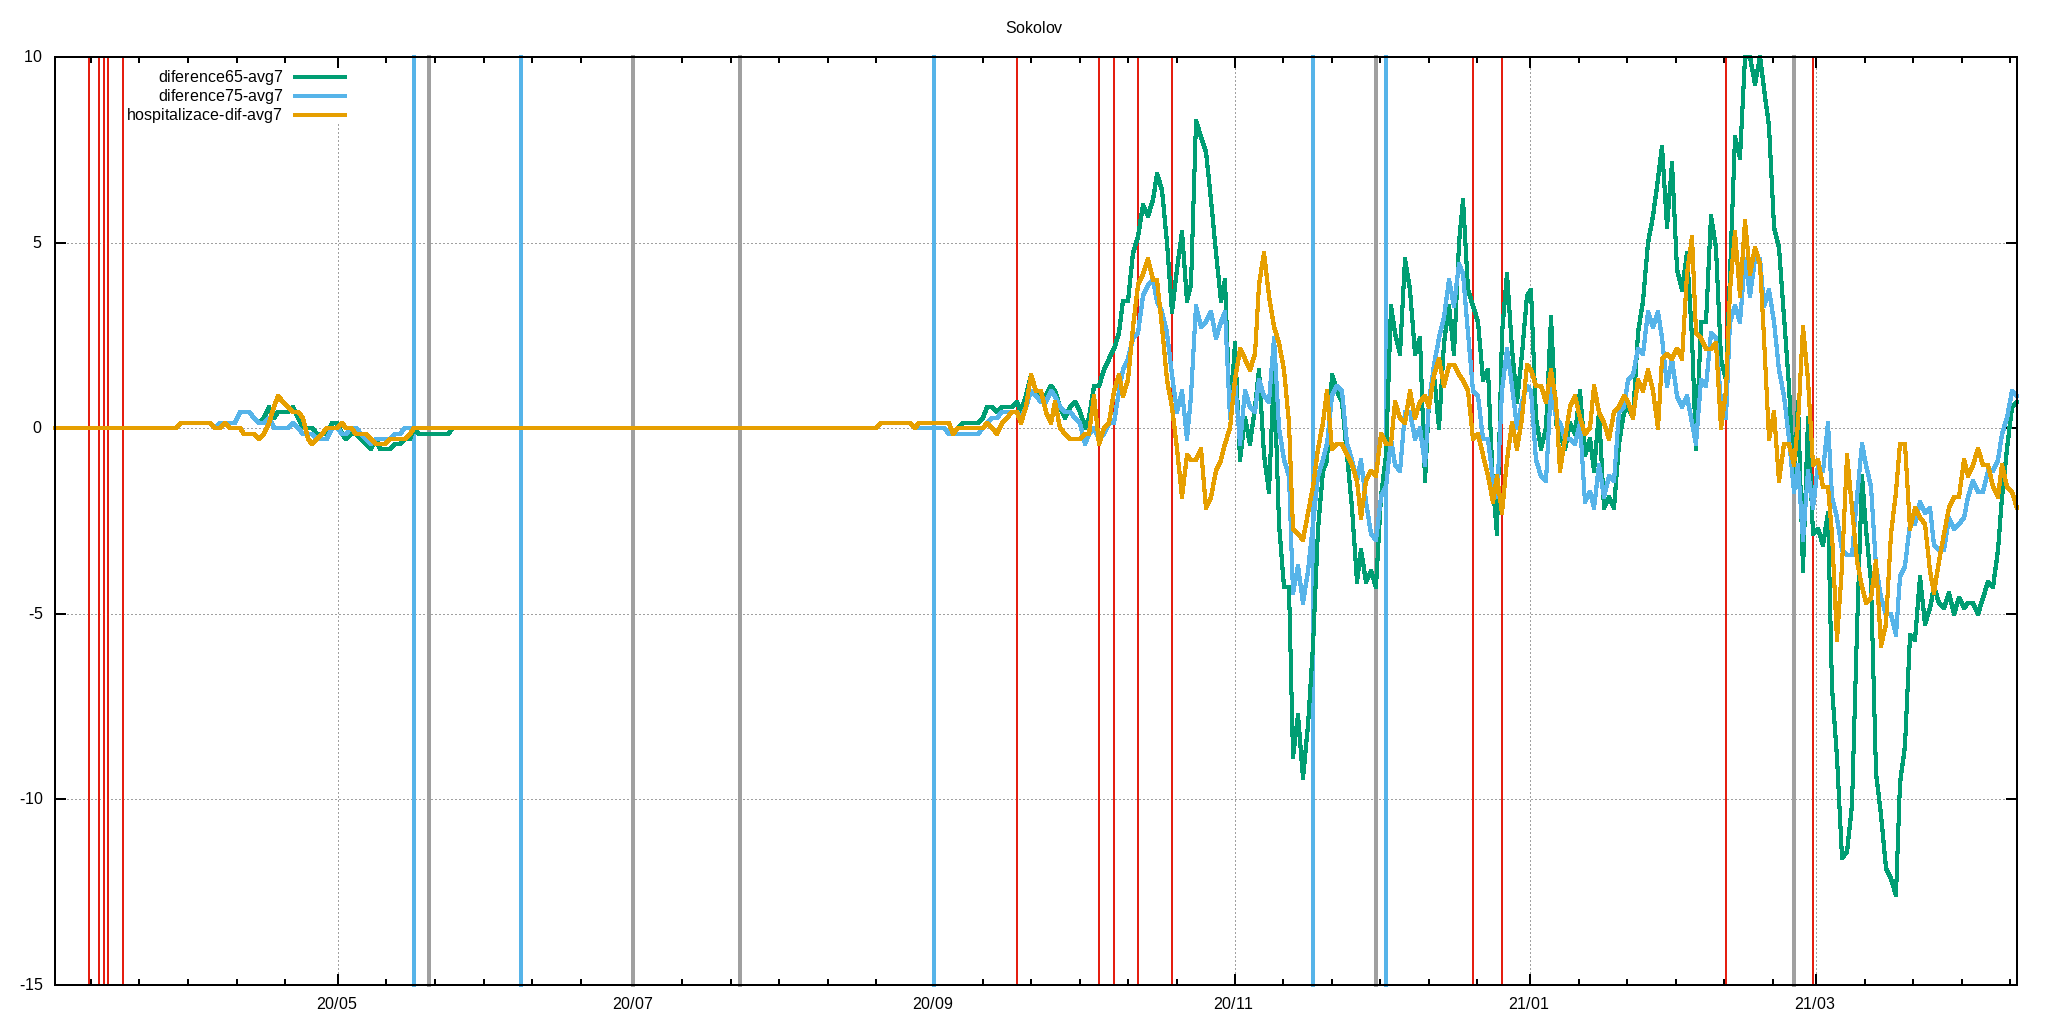 Sokolov
10
diference65-avg7
diference75-avg7
hospitalizace-dif-avg7
5
0
-5
-10
-15
20/05 20/07 20/09 20/11 21/01 21/03